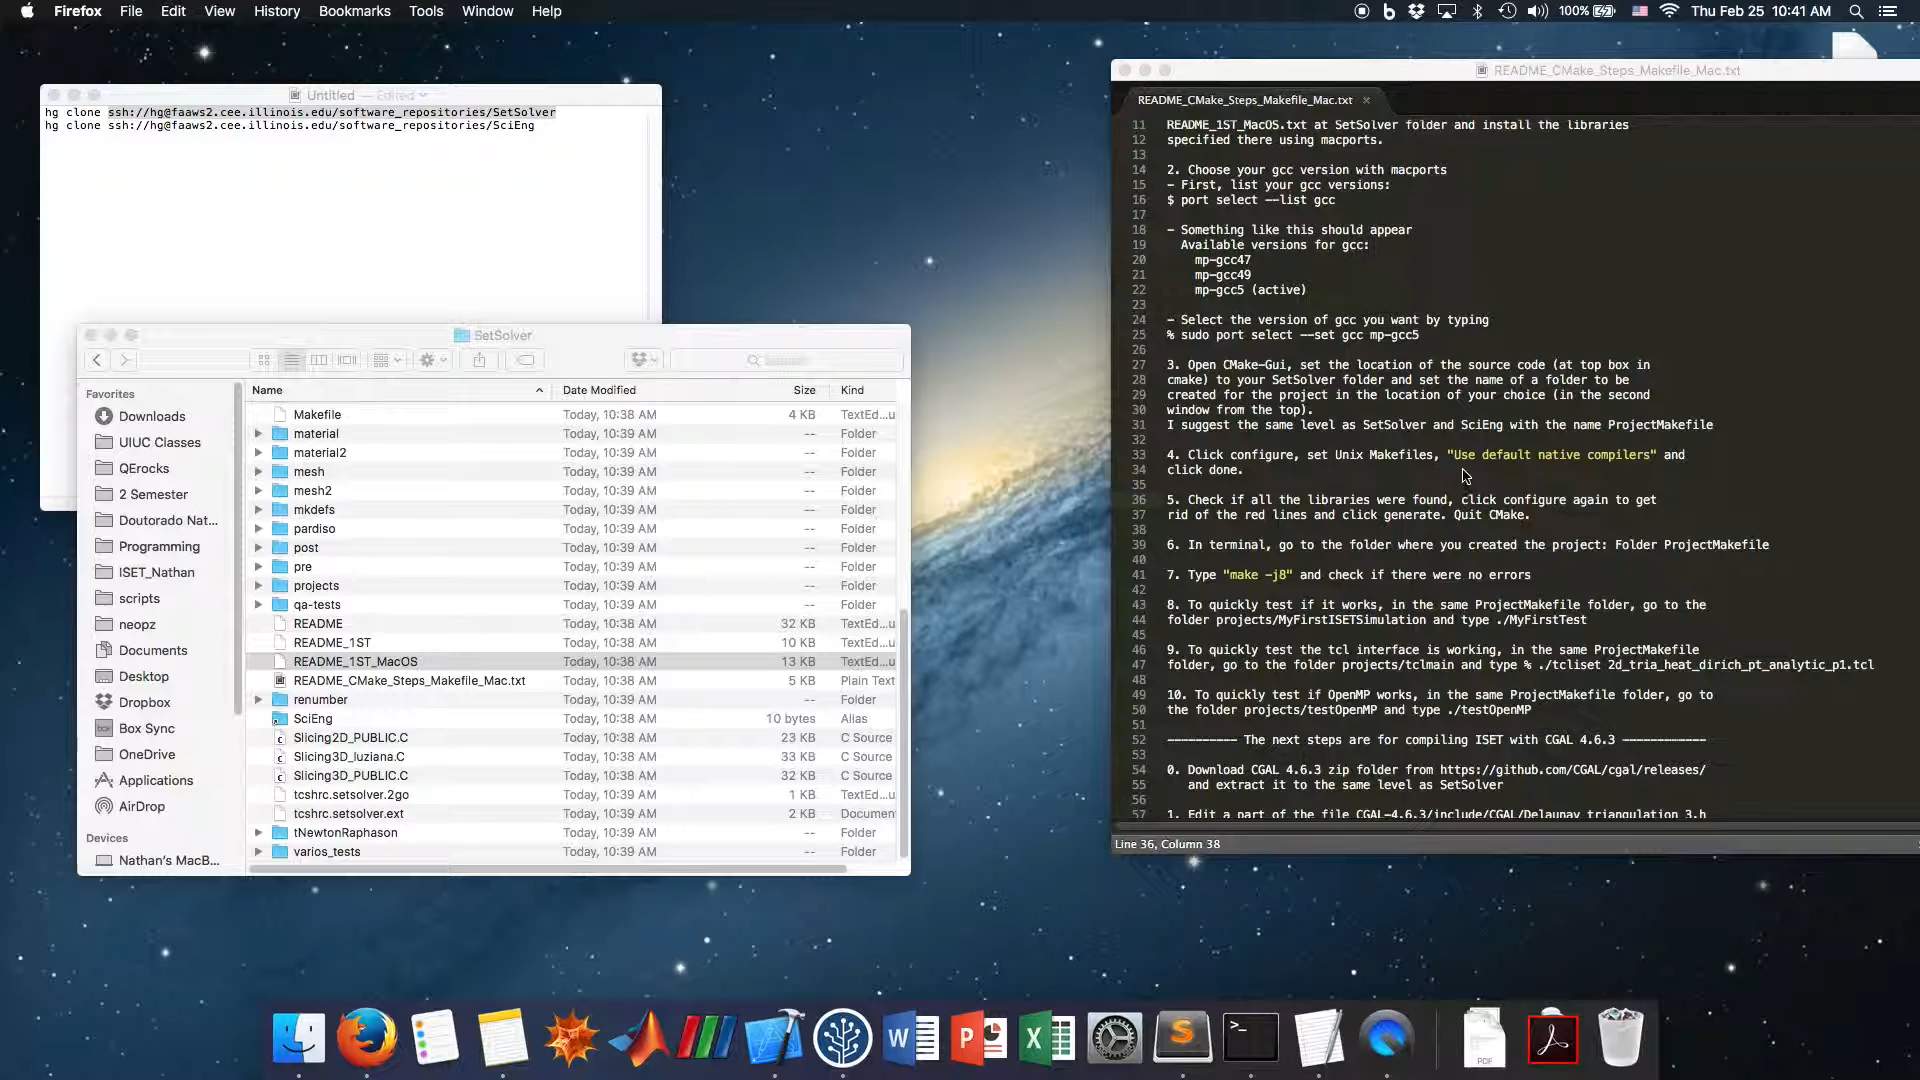 Firefox File Edit View History Bookmarks Tools Window Help
100% Thu Feb 25 10:41 AM
Untitled — Edited
hg clone ssh://hg@faaws2.cee.illinois.edu/software_repositories/SetSolver
hg clone ssh://hg@faaws2.cee.illinois.edu/software_repositories/SciEng
SetSolver
Search
Favorites
Downloads
UIUC Classes
QErocks
2 Semester
Doutorado Nat...
Programming
ISET_Nathan
scripts
neopz
Documents
Desktop
Dropbox
Box Sync
OneDrive
Applications
AirDrop
Devices
Nathan's MacB...
Name Date Modified Size Kind
Makefile Today, 10:38 AM 4 KB TextEd...u
material Today, 10:39 AM -- Folder
material2 Today, 10:39 AM -- Folder
mesh Today, 10:39 AM -- Folder
mesh2 Today, 10:39 AM -- Folder
mkdefs Today, 10:39 AM -- Folder
pardiso Today, 10:39 AM -- Folder
post Today, 10:39 AM -- Folder
pre Today, 10:39 AM -- Folder
projects Today, 10:39 AM -- Folder
qa-tests Today, 10:39 AM -- Folder
README Today, 10:38 AM 32 KB TextEd...u
README_1ST Today, 10:38 AM 10 KB TextEd...u
README_1ST_MacOS Today, 10:38 AM 13 KB TextEd...u
README_CMake_Steps_Makefile_Mac.txt Today, 10:38 AM 5 KB Plain Text
renumber Today, 10:39 AM -- Folder
SciEng Today, 10:38 AM 10 bytes Alias
Slicing2D_PUBLIC.C Today, 10:38 AM 23 KB C Source
Slicing3D_luziana.C Today, 10:38 AM 33 KB C Source
Slicing3D_PUBLIC.C Today, 10:38 AM 32 KB C Source
tcshrc.setsolver.2go Today, 10:39 AM 1 KB TextEd...u
tcshrc.setsolver.ext Today, 10:39 AM 2 KB Documen
tNewtonRaphason Today, 10:39 AM -- Folder
varios_tests Today, 10:39 AM -- Folder
README_CMake_Steps_Makefile_Mac.txt
README_CMake_Steps_Makefile_Mac.txt ×
11 README_1ST_MacOS.txt at SetSolver folder and install the libraries
12 specified there using macports.
13
14 2. Choose your gcc version with macports
15 - First, list your gcc versions:
16 $ port select --list gcc
17
18 - Something like this should appear
19 Available versions for gcc:
20 mp-gcc47
21 mp-gcc49
22 mp-gcc5 (active)
23
24 - Select the version of gcc you want by typing
25 % sudo port select --set gcc mp-gcc5
26
27 3. Open CMake-Gui, set the location of the source code (at top box in
28 cmake) to your SetSolver folder and set the name of a folder to be
29 created for the project in the location of your choice (in the second
30 window from the top).
31 I suggest the same level as SetSolver and SciEng with the name ProjectMakefile
32
33 4. Click configure, set Unix Makefiles, "Use default native compilers" and
34 click done.
35
36 5. Check if all the libraries were found, click configure again to get
37 rid of the red lines and click generate. Quit CMake.
38
39 6. In terminal, go to the folder where you created the project: Folder ProjectMakefile
40
41 7. Type "make -j8" and check if there were no errors
42
43 8. To quickly test if it works, in the same ProjectMakefile folder, go to the
44 folder projects/MyFirstISETSimulation and type ./MyFirstTest
45
46 9. To quickly test the tcl interface is working, in the same ProjectMakefile
47 folder, go to the folder projects/tclmain and type % ./tcliset 2d_tria_heat_dirich_pt_analytic_p1.tcl
48
49 10. To quickly test if OpenMP works, in the same ProjectMakefile folder, go to
50 the folder projects/testOpenMP and type ./testOpenMP
51
52 ---------- The next steps are for compiling ISET with CGAL 4.6.3 ------------
53
54 0. Download CGAL 4.6.3 zip folder from https://github.com/CGAL/cgal/releases/
55 and extract it to the same level as SetSolver
56
57 1. Edit a part of the file CGAL-4.6.3/include/CGAL/Delaunay_triangulation_3.h
Line 36, Column 38
PDF